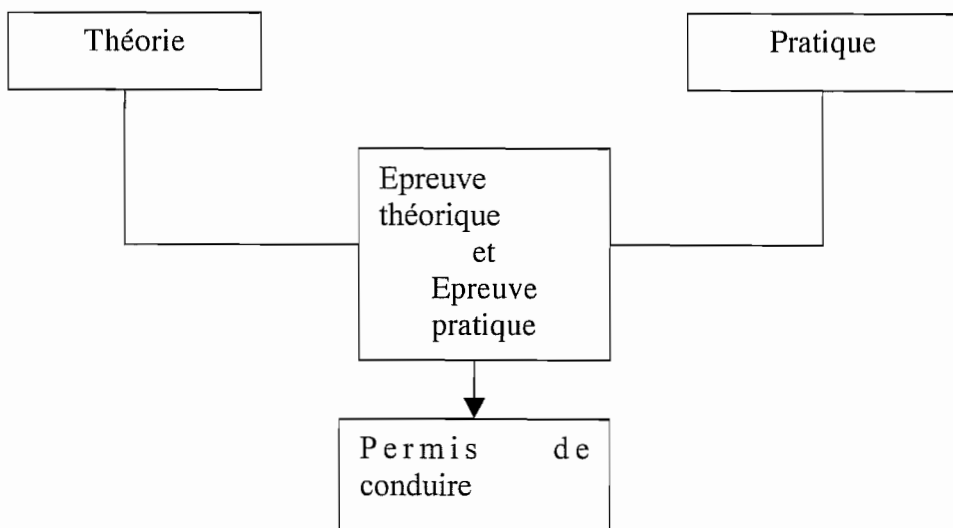 Théorie
Pratique
Epreuve
théorique
et
Epreuve
pratique
Permis de
conduire